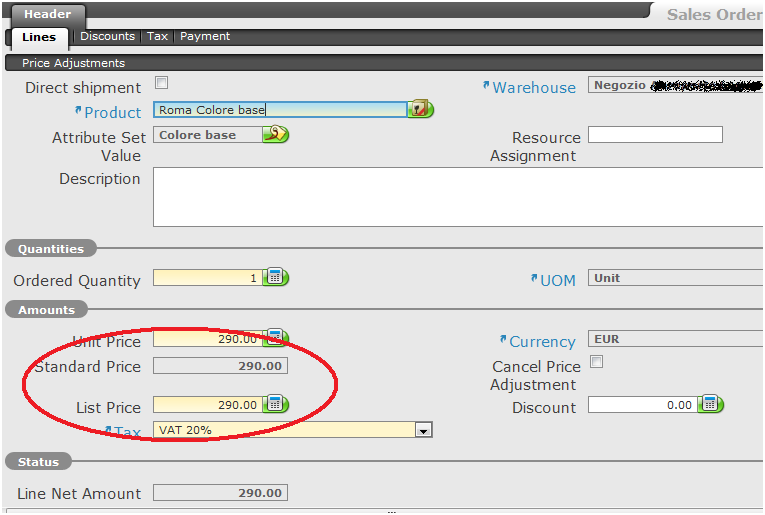 Header
Sales Order
Lines Discounts Tax Payment
Price Adjustments
Direct shipment
Warehouse Negozio
Product Roma Colore base
Attribute Set Value Colore base
Resource Assignment
Description
Quantities
Ordered Quantity 1
UOM Unit
Amounts
Unit Price 290.00
Currency EUR
Standard Price 290.00
Cancel Price Adjustment
List Price 290.00
Discount 0.00
Tax VAT 20%
Status
Line Net Amount 290.00